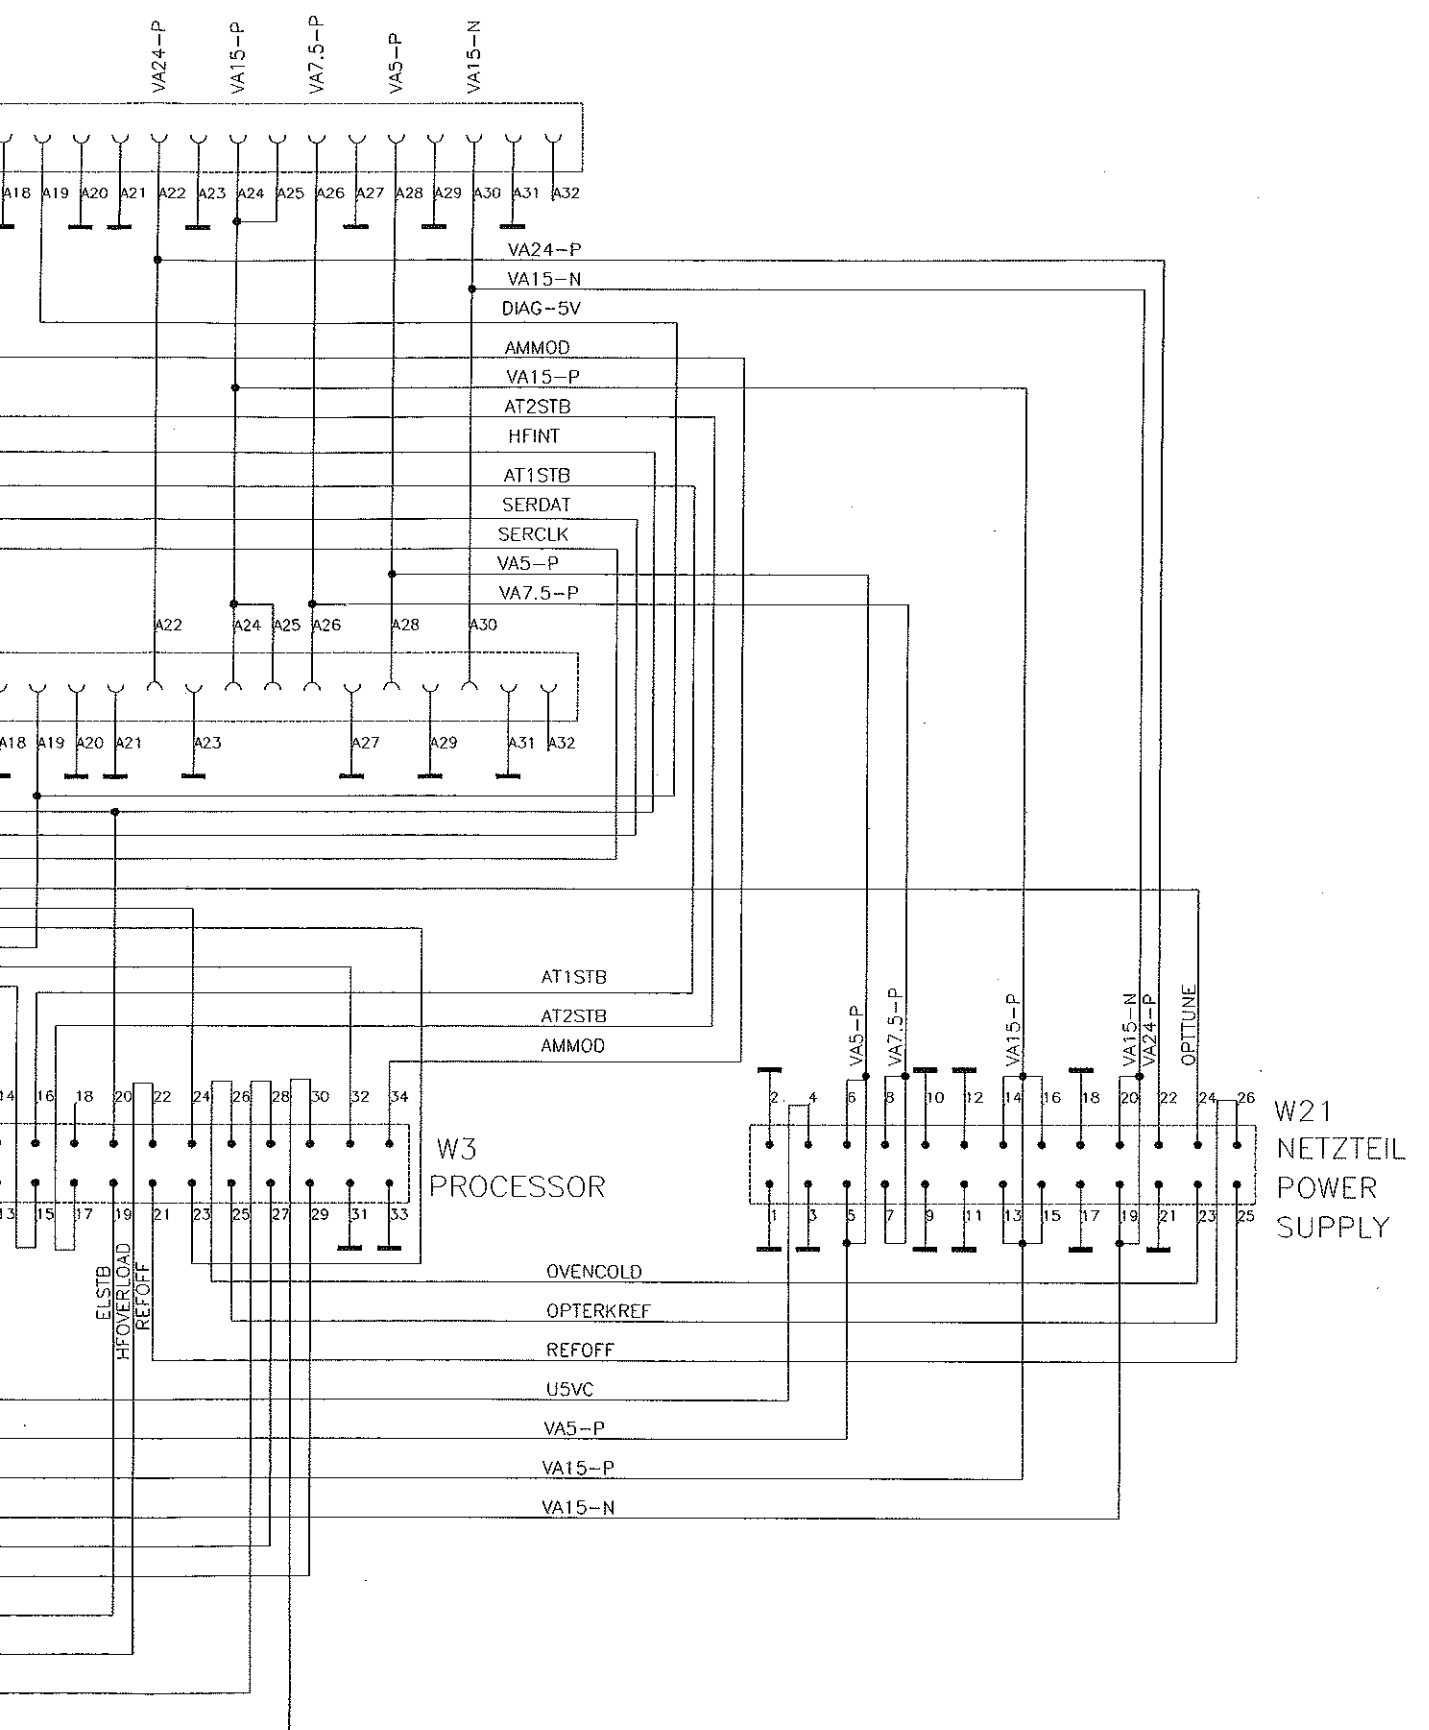 VA24-P VA15-P VA7.5-P VA5-P VA15-N
A18 A19 A20 A21 A22 A23 A24 A25 A26 A27 A28 A29 A30 A31 A32
VA24-P
VA15-N
DIAG-5V
AMMOD
VA15-P
AT2STB
HFINT
AT1STB
SERDAT
SERCLK
VA5-P
VA7.5-P
A22 A24 A25 A26 A28 A30
A18 A19 A20 A21 A23 A27 A29 A31 A32
AT1STB
AT2STB
AMMOD
VA5-P VA7.5-P VA15-P VA15-N VA24-P OPTTUNE
14 16 18 20 22 24 26 28 30 32 34
2 4 6 8 10 12 14 16 18 20 22 24 26
W3
PROCESSOR
W21
NETZTEIL
POWER
SUPPLY
13 15 17 19 21 23 25 27 29 31 33
1 3 5 7 9 11 13 15 17 19 21 23 25
ELSTB HFOVERLOAD REFOFF
OVENCOLD
OPTERKREF
REFOFF
U5VC
VA5-P
VA15-P
VA15-N